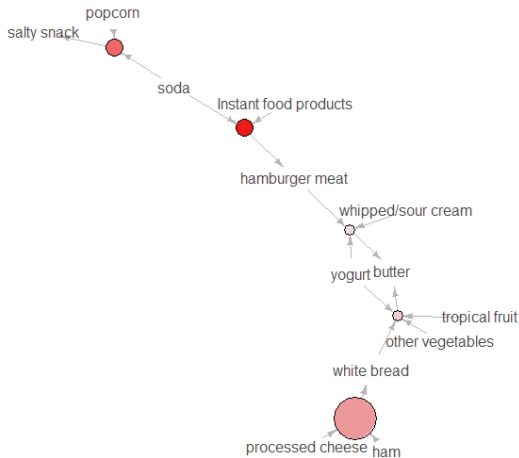 popcorn
salty snack
soda
Instant food products
hamburger meat
whipped/sour cream
yogurt
butter
tropical fruit
other vegetables
white bread
processed cheese
ham